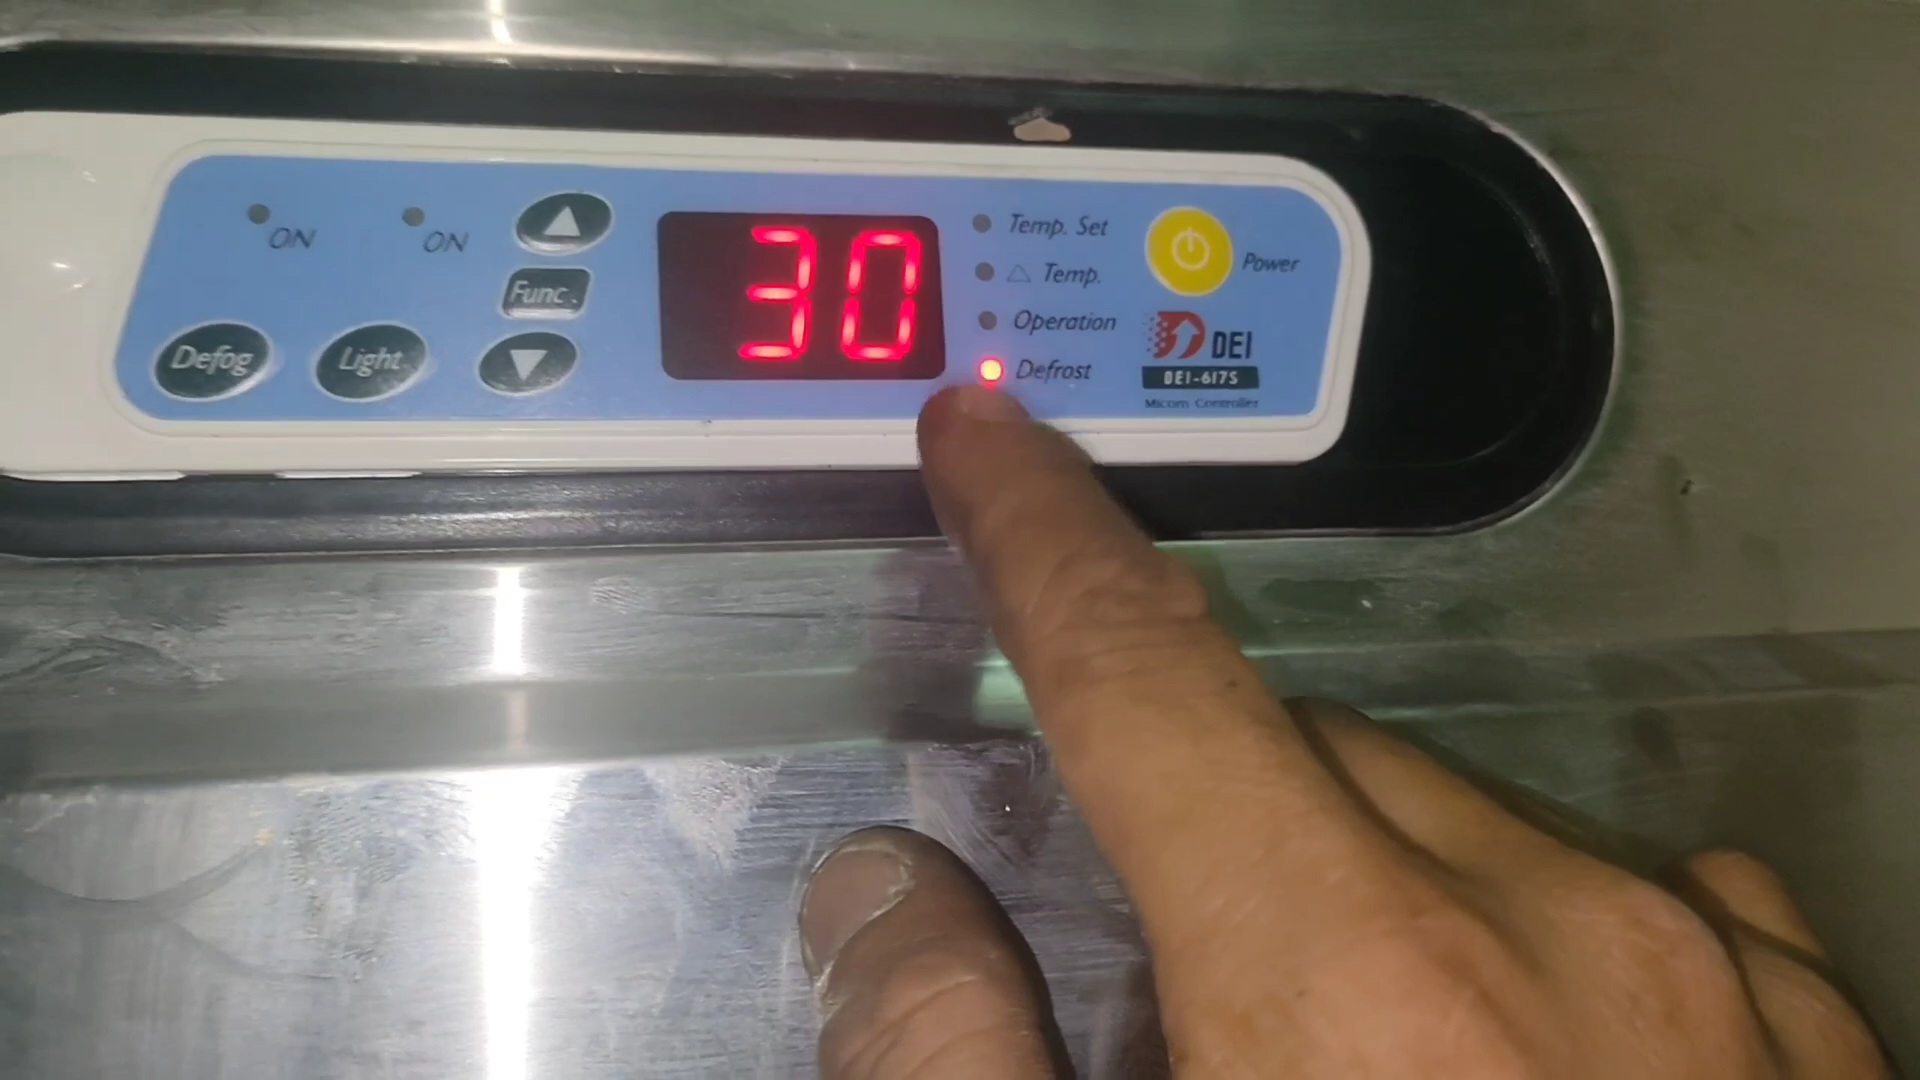 ON
ON
Defog
Light
Func.
30
Temp. Set
△ Temp.
Operation
Defrost
Power
DEI
DEI-617S
Micom Controller